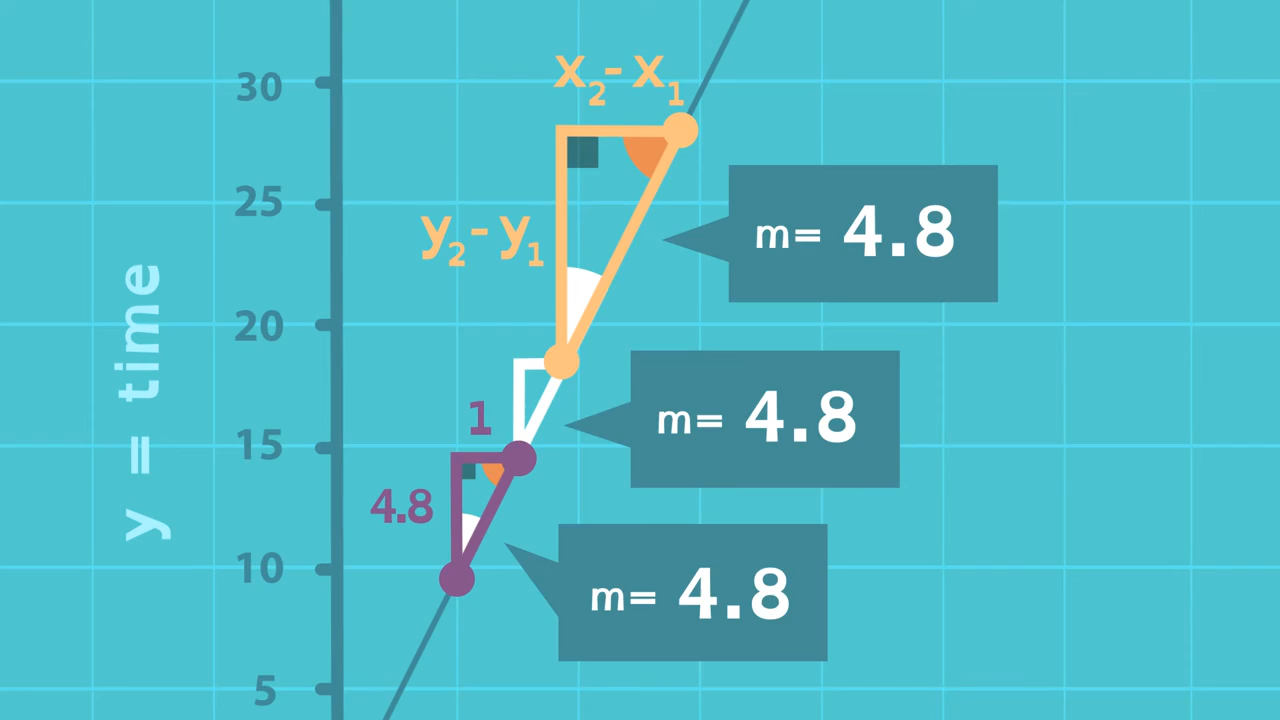 30
x₂-x₁
25
y₂-y₁
m= 4.8
y = time
20
1
m= 4.8
15
4.8
10
m= 4.8
5